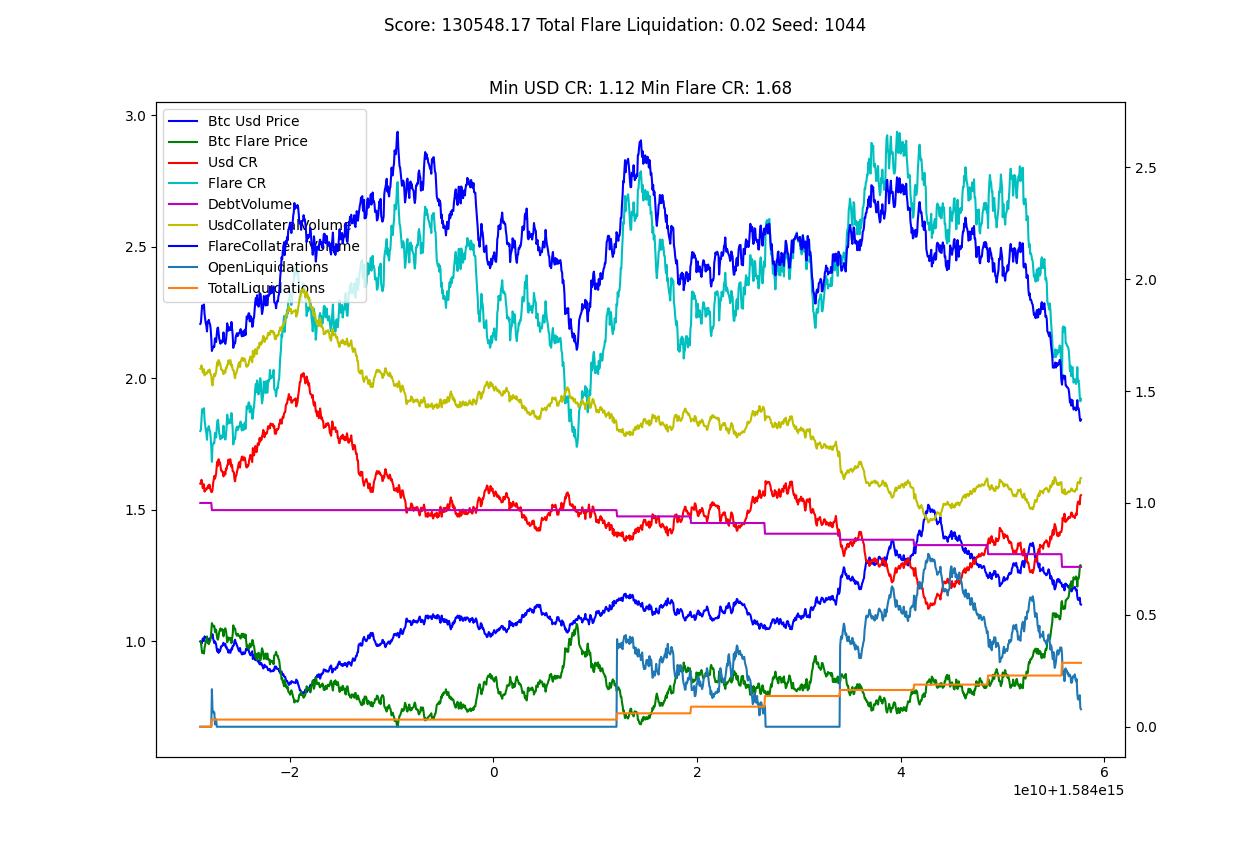 Score: 130548.17 Total Flare Liquidation: 0.02 Seed: 1044
Min USD CR: 1.12 Min Flare CR: 1.68
3.0
2.5
2.0
1.5
1.0
Btc Usd Price
Btc Flare Price
Usd CR
Flare CR
DebtVolume
UsdCollateralVolume
FlareCollateralVolume
OpenLiquidations
TotalLiquidations
2.5
2.0
1.5
1.0
0.5
0.0
−2 0 2 4 6
1e10+1.584e15